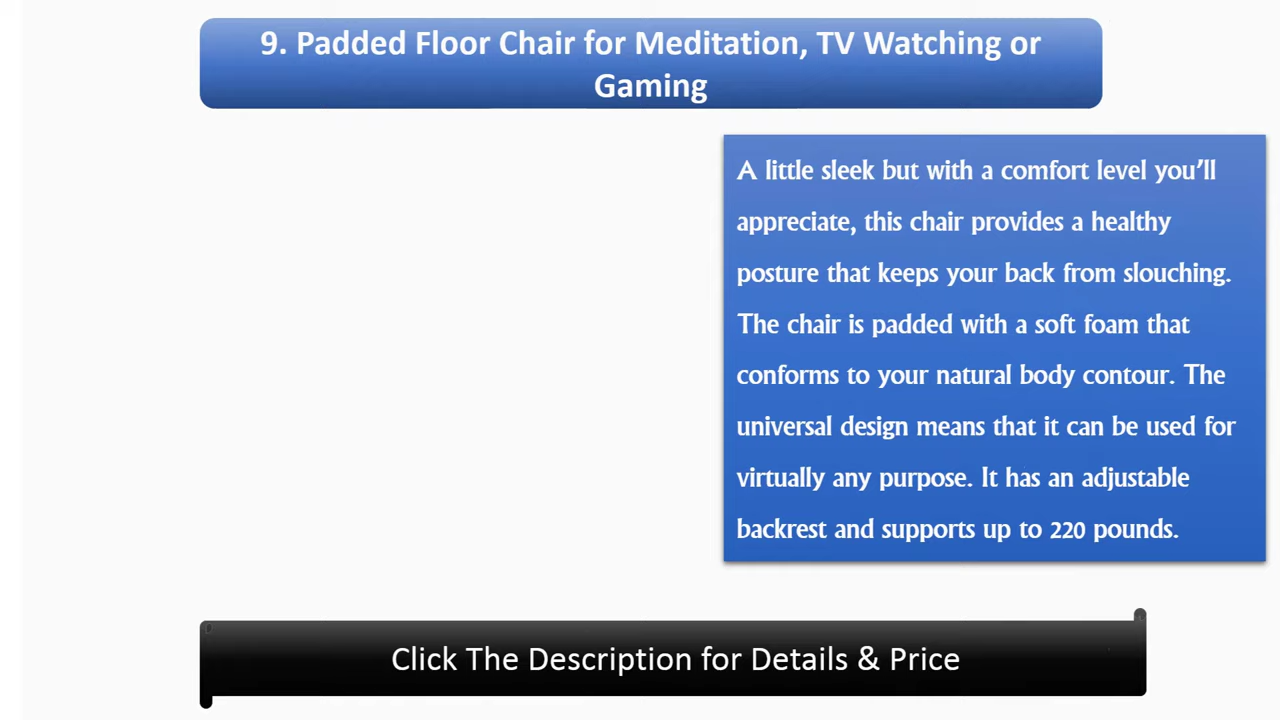 9. Padded Floor Chair for Meditation, TV Watching or
Gaming
A little sleek but with a comfort level you’ll
appreciate, this chair provides a healthy
posture that keeps your back from slouching.
The chair is padded with a soft foam that
conforms to your natural body contour. The
universal design means that it can be used for
virtually any purpose. It has an adjustable
backrest and supports up to 220 pounds.
Click The Description for Details & Price